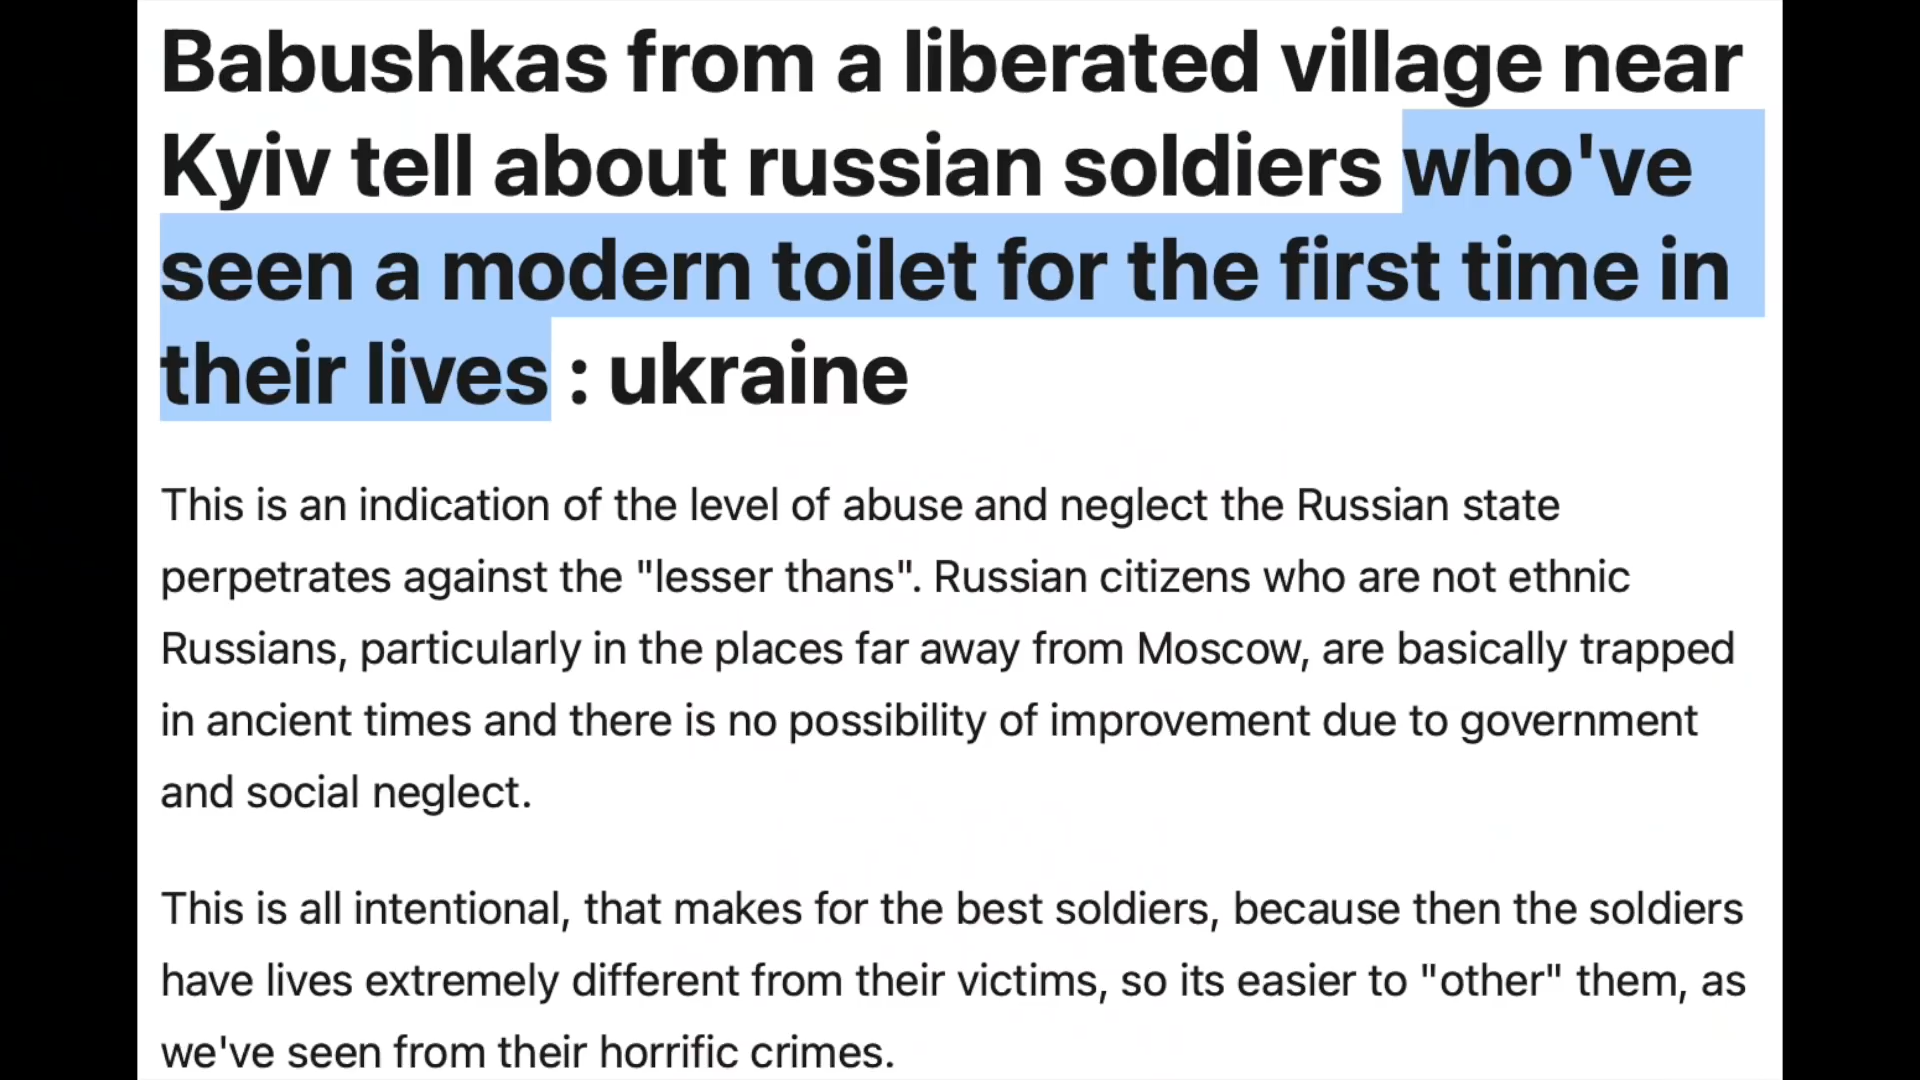 Babushkas from a liberated village near
Kyiv tell about russian soldiers who've
seen a modern toilet for the first time in
their lives : ukraine
This is an indication of the level of abuse and neglect the Russian state
perpetrates against the "lesser thans". Russian citizens who are not ethnic
Russians, particularly in the places far away from Moscow, are basically trapped
in ancient times and there is no possibility of improvement due to government
and social neglect.
This is all intentional, that makes for the best soldiers, because then the soldiers
have lives extremely different from their victims, so its easier to "other" them, as
we've seen from their horrific crimes.